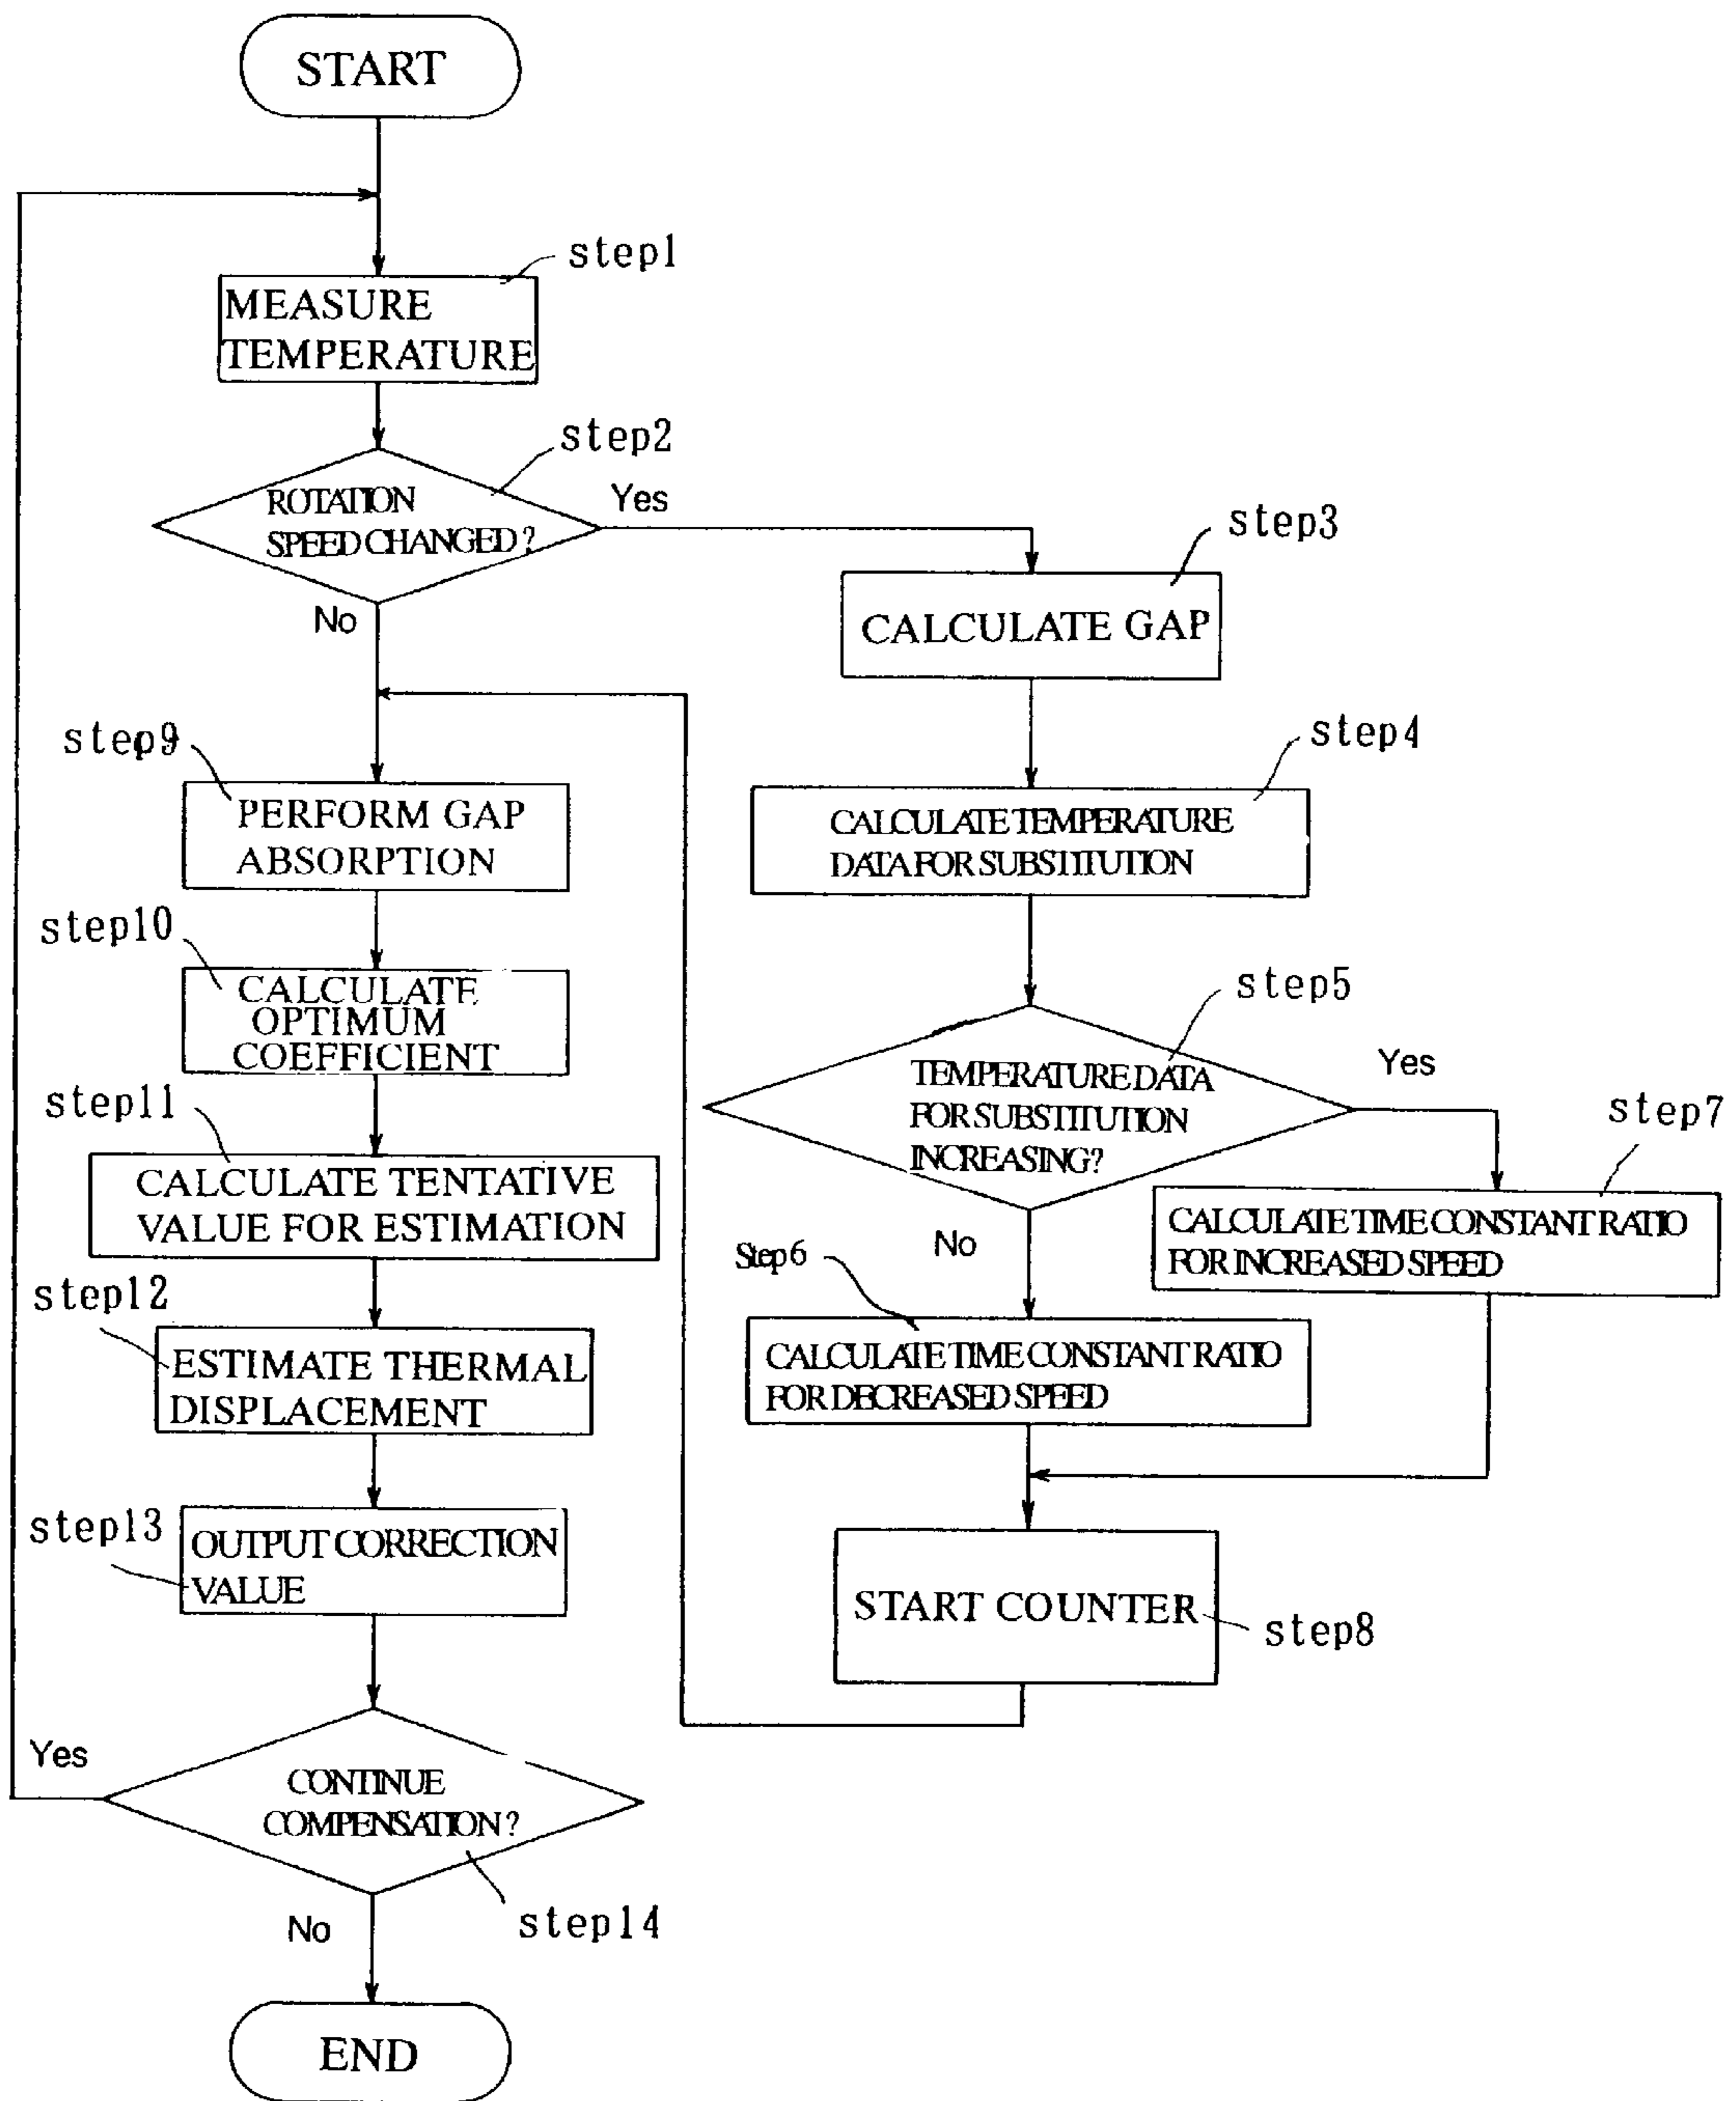 START
step1
MEASURE
TEMPERATURE
step2
ROTATION
SPEED CHANGED?
Yes
No
step3
CALCULATE GAP
step4
CALCULATE TEMPERATURE
DATA FOR SUBSTITUTION
step5
TEMPERATURE DATA
FOR SUBSTITUTION
INCREASING?
Yes
No
step7
CALCULATE TIME CONSTANT RATIO
FOR INCREASED SPEED
Step6
CALCULATE TIME CONSTANT RATIO
FOR DECREASED SPEED
START COUNTER
step8
step9
PERFORM GAP
ABSORPTION
step10
CALCULATE
OPTIMUM
COEFFICIENT
step11
CALCULATE TENTATIVE
VALUE FOR ESTIMATION
step12
ESTIMATE THERMAL
DISPLACEMENT
step13
OUTPUT CORRECTION
VALUE
Yes
CONTINUE
COMPENSATION?
step14
No
END